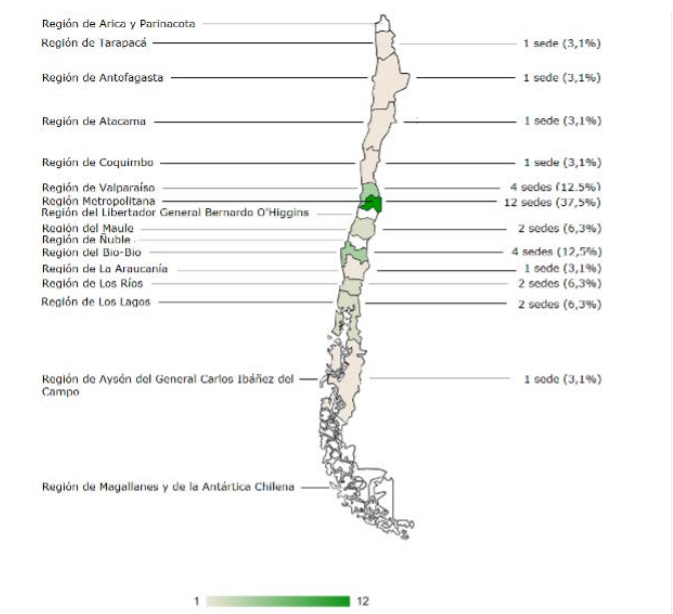 Región de Arica y Parinacota
Región de Tarapacá 1 sede (3,1%)
Región de Antofagasta 1 sede (3,1%)
Región de Atacama 1 sede (3,1%)
Región de Coquimbo 1 sede (3,1%)
Región de Valparaíso 4 sedes (12.5%)
Región Metropolitana 12 sedes (37,5%)
Región del Libertador General Bernardo O'Higgins
Región del Maule 2 sedes (6,3%)
Región de Ñuble
Región del Bio-Bio 4 sedes (12,5%)
Región de La Araucanía 1 sede (3,1%)
Región de Los Ríos 2 sedes (6,3%)
Región de Los Lagos 2 sedes (6,3%)
Región de Aysén del General Carlos Ibáñez del 1 sede (3,1%)
Campo
Región de Magallanes y de la Antártica Chilena
1 12